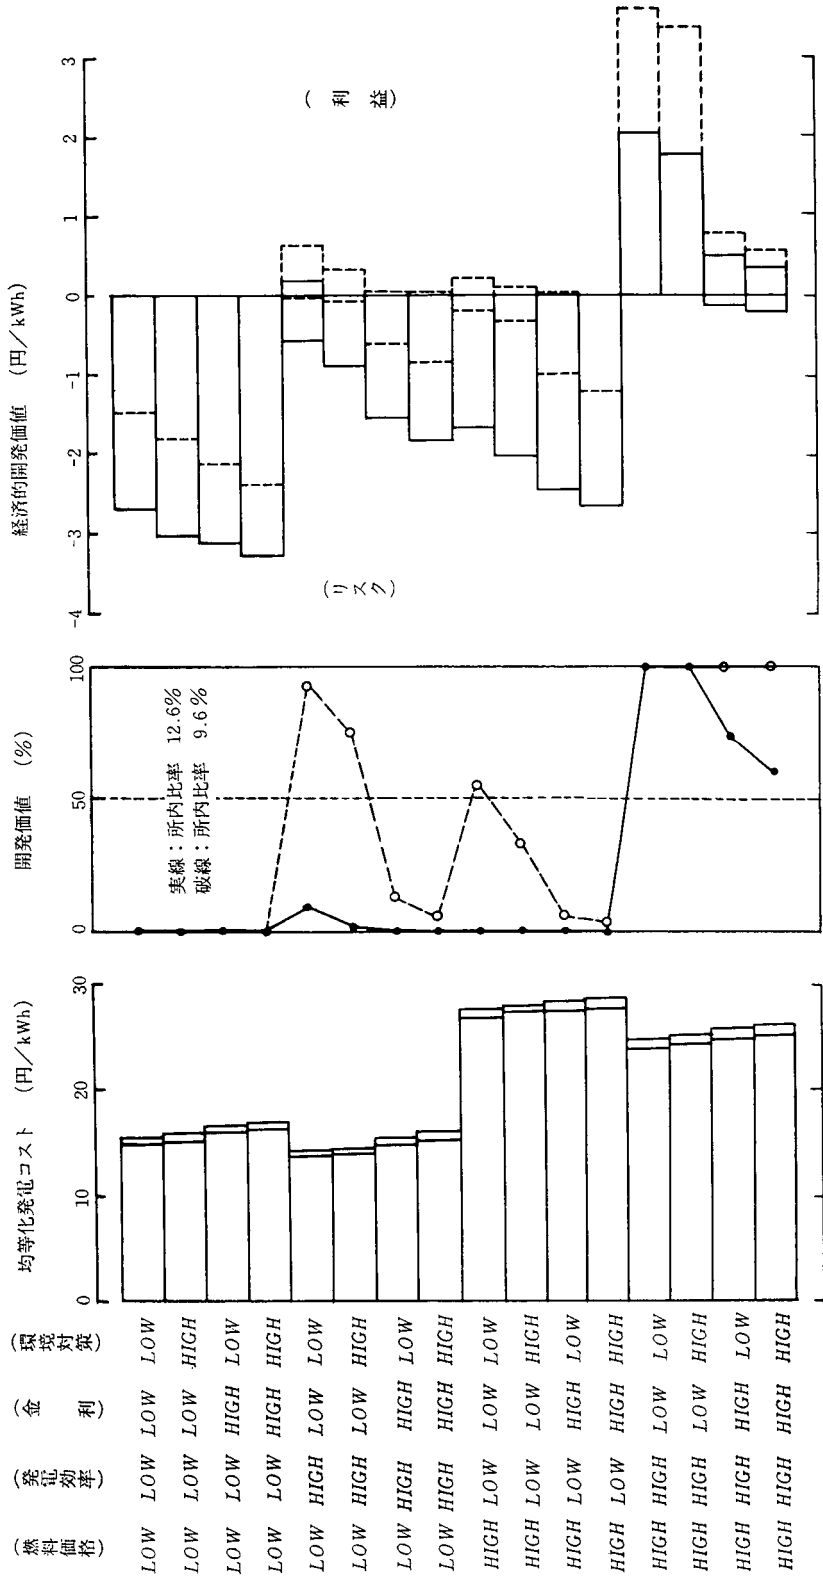 経済的開発価値 (円/kWh)
3
2
1
0
-1
-2
-3
-4
(利益)
(リスク)
開発価値 (%)
100
50
0
実線:所内比率 12.6%
破線:所内比率 9.6%
均等化発電コスト (円/kWh)
30
20
10
0
(環境対策)
LOW HIGH LOW HIGH LOW HIGH LOW HIGH LOW HIGH LOW HIGH LOW HIGH LOW HIGH
(金利)
LOW LOW HIGH HIGH LOW LOW HIGH HIGH LOW LOW HIGH HIGH LOW LOW HIGH HIGH
(発電効率)
LOW LOW LOW LOW HIGH HIGH HIGH HIGH LOW LOW LOW LOW HIGH HIGH HIGH HIGH
(燃料価格)
LOW LOW LOW LOW LOW LOW LOW LOW HIGH HIGH HIGH HIGH HIGH HIGH HIGH HIGH